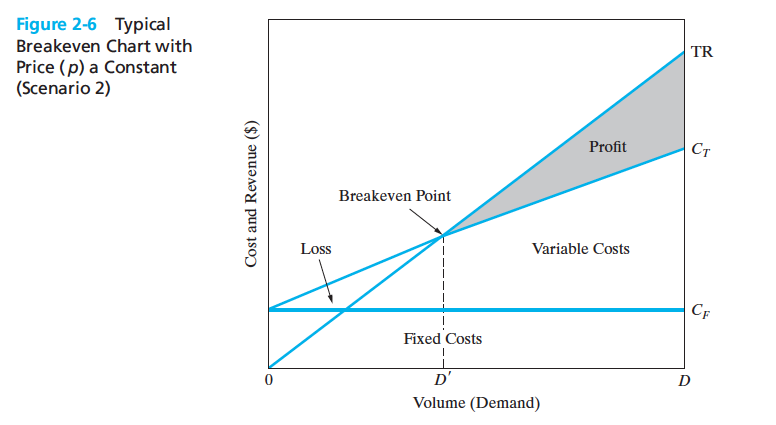 Figure 2-6 Typical
Breakeven Chart with
Price (p) a Constant
(Scenario 2)
Cost and Revenue ($)
TR
Profit
C_T
Breakeven Point
Loss
Variable Costs
C_F
Fixed Costs
0
D′
D
Volume (Demand)